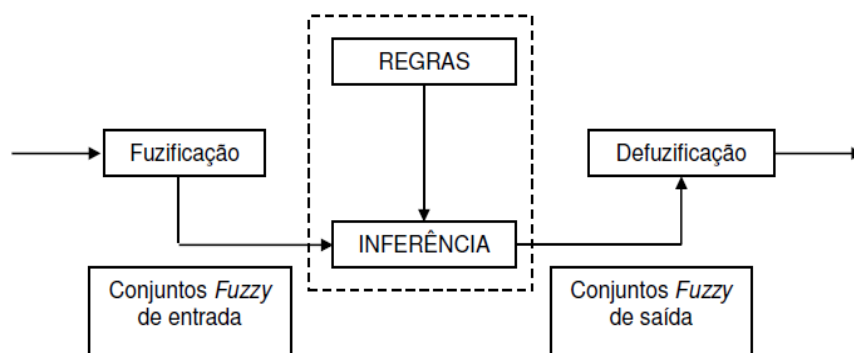 REGRAS
Fuzificação
Defuzificação
INFERÊNCIA
Conjuntos Fuzzy
de entrada
Conjuntos Fuzzy
de saída